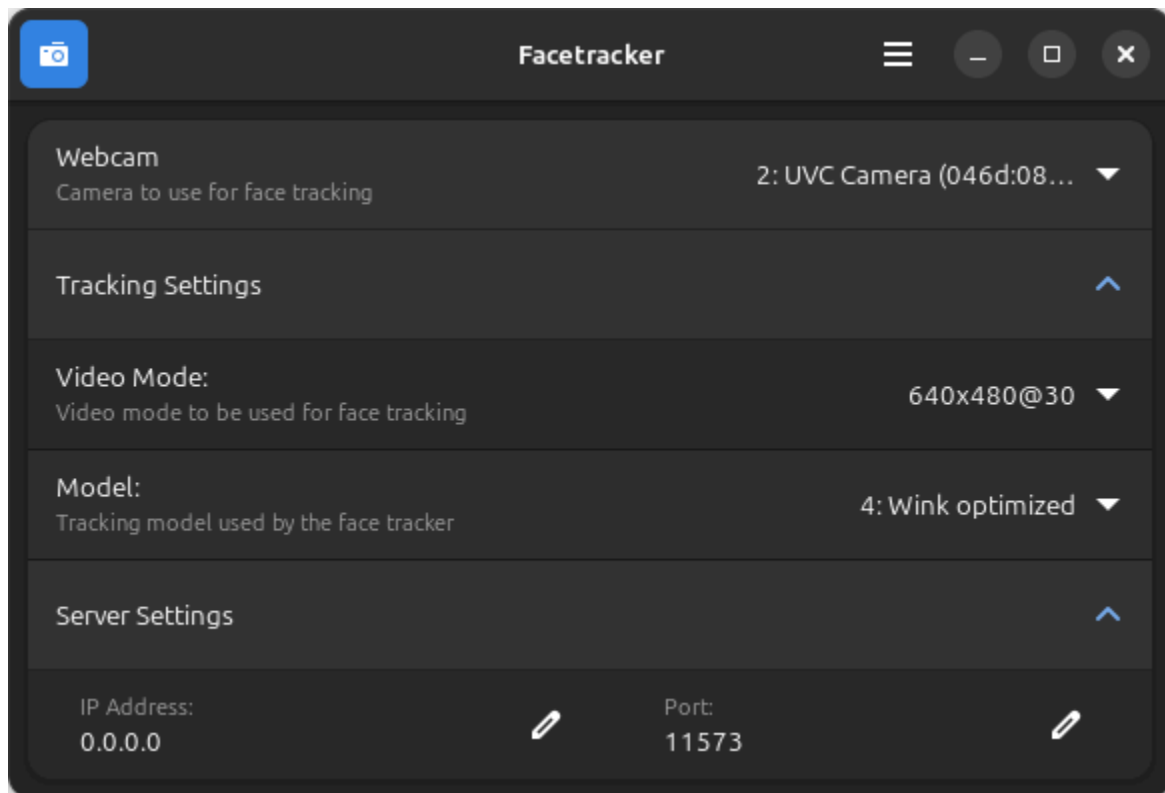 Facetracker
Webcam
Camera to use for face tracking
2: UVC Camera (046d:08...
Tracking Settings
Video Mode:
Video mode to be used for face tracking
640x480@30
Model:
Tracking model used by the face tracker
4: Wink optimized
Server Settings
IP Address:
0.0.0.0
Port:
11573